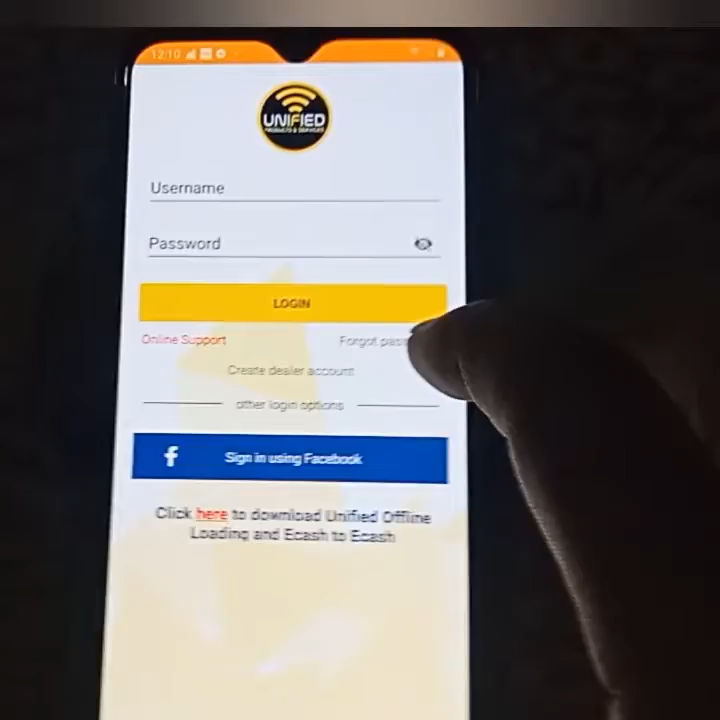 12:10
UNIFIED
PRODUCTS & SERVICES
Username
Password
LOGIN
Online Support
Forgot pass
Create dealer account
other login options
f
Sign in using Facebook
Click here to download Unified Offline
Loading and Ecash to Ecash